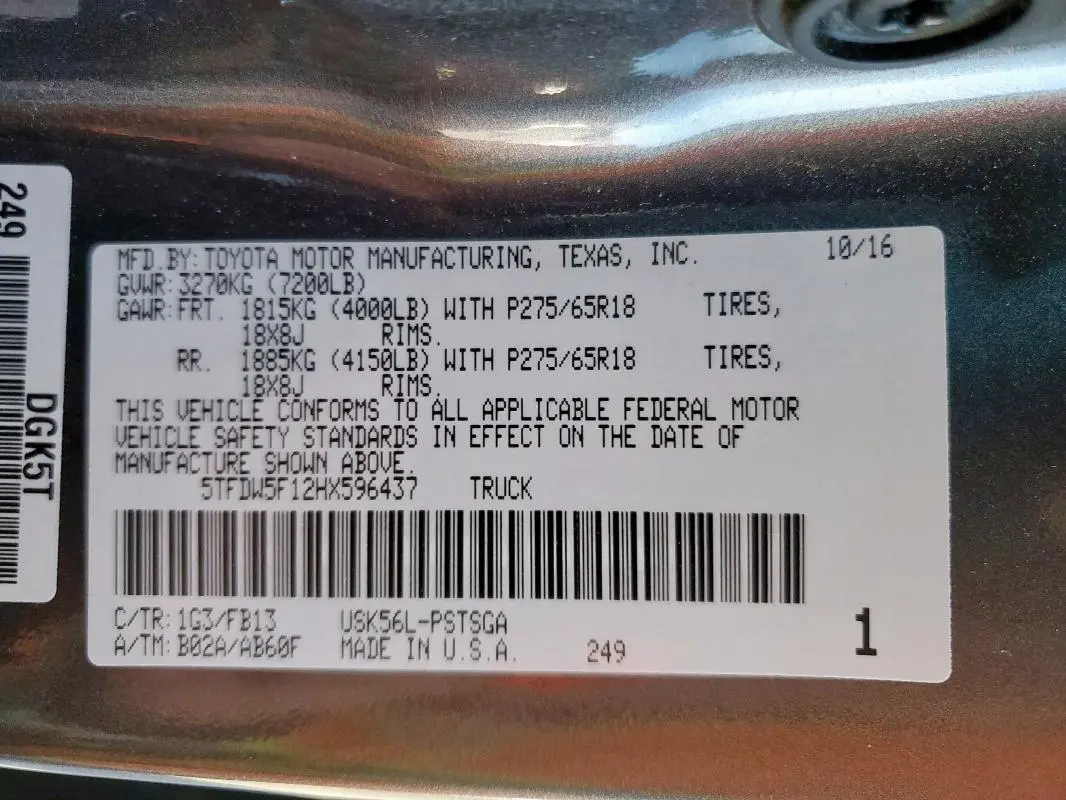 249
DGK5T
MFD.BY:TOYOTA MOTOR MANUFACTURING, TEXAS, INC. 10/16
GVWR:3270KG (7200LB)
GAWR:FRT. 1815KG (4000LB) WITH P275/65R18 TIRES,
18X8J RIMS.
RR. 1885KG (4150LB) WITH P275/65R18 TIRES,
18X8J RIMS.
THIS VEHICLE CONFORMS TO ALL APPLICABLE FEDERAL MOTOR
VEHICLE SAFETY STANDARDS IN EFFECT ON THE DATE OF
MANUFACTURE SHOWN ABOVE.
5TFDW5F12HX596437 TRUCK
C/TR:1G3/FB13 USK56L-PSTSGA
A/TM:B02A/AB60F MADE IN U.S.A. 249 1